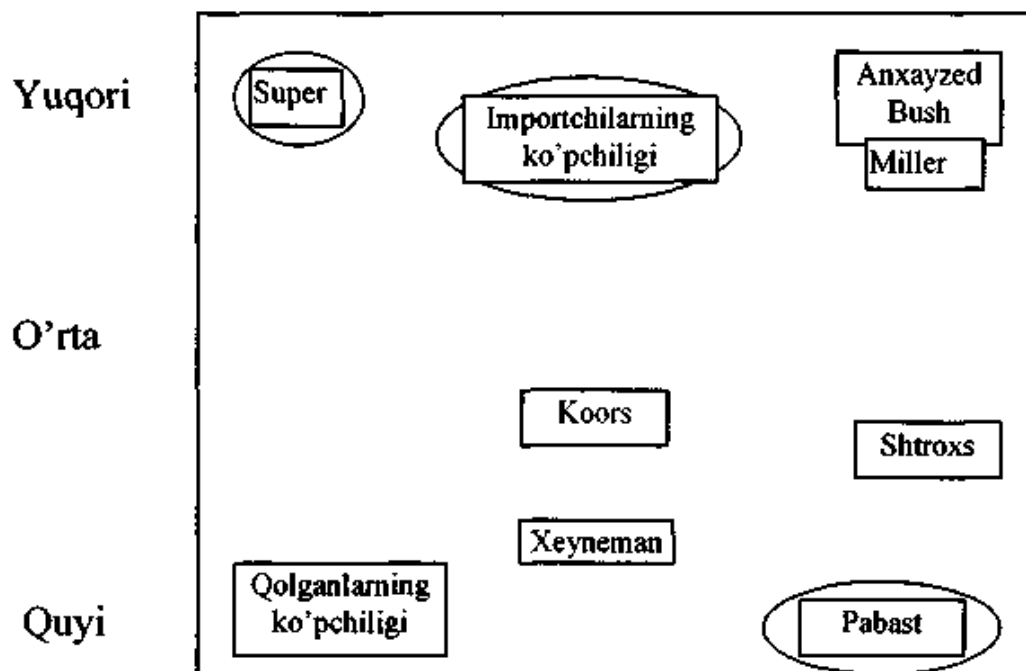 Yuqori
Super
Importchilarning
ko'pchiligi
Anxayzed
Bush
Miller
O'rta
Koors
Shtroxs
Xeyneman
Quyi
Qolganlarning
ko'pchiligi
Pabast